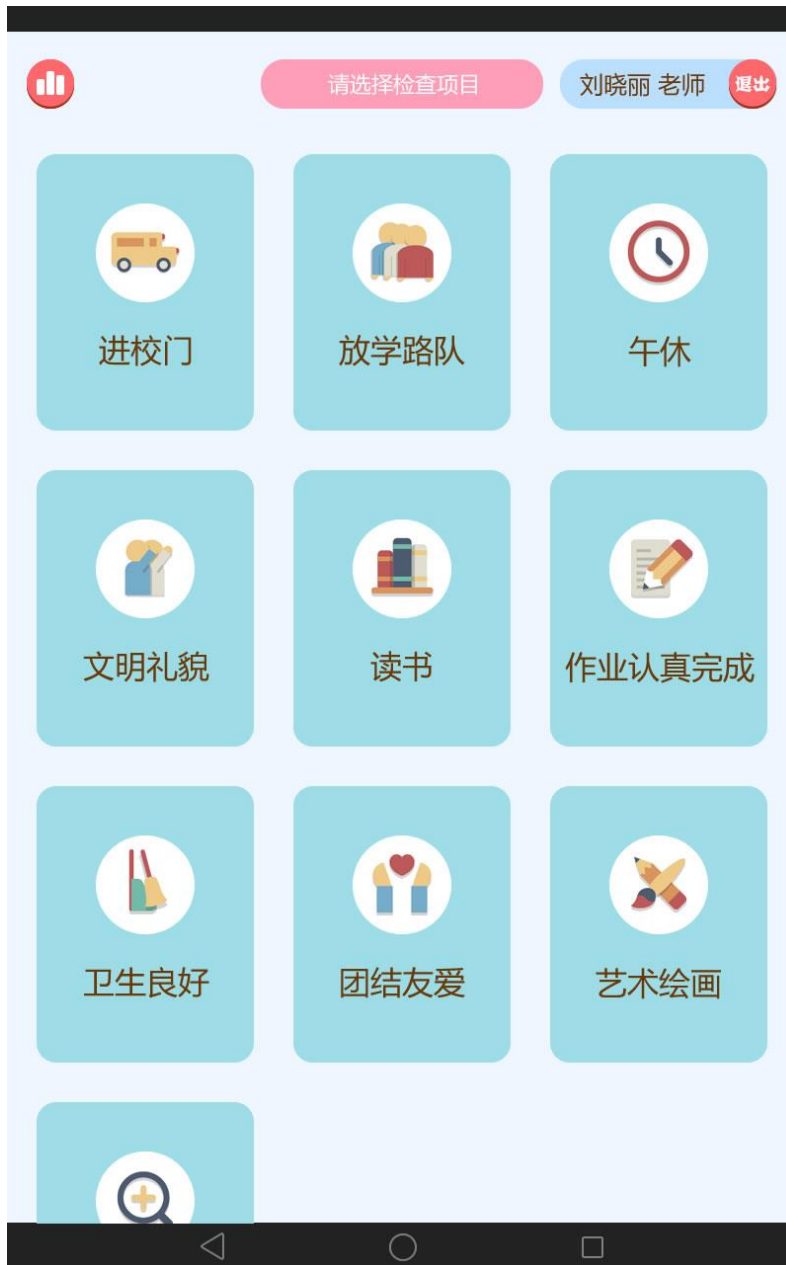 请选择检查项目
刘晓丽 老师
退出
进校门
放学路队
午休
文明礼貌
读书
作业认真完成
卫生良好
团结友爱
艺术绘画